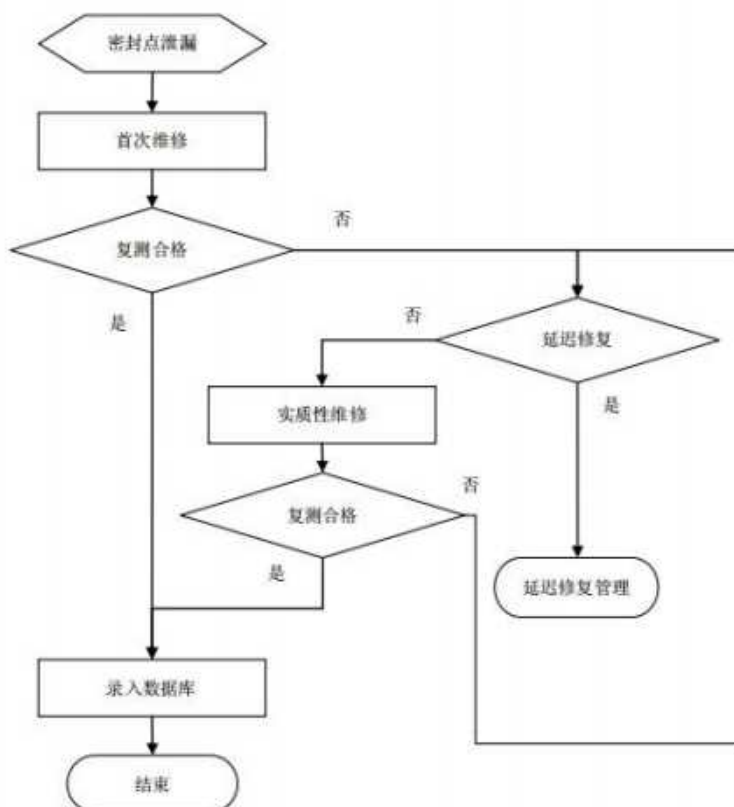 密封点泄漏
首次维修
否
复测合格
是
否
延迟修复
实质性维修
是
否
复测合格
是
延迟修复管理
录入数据库
结束